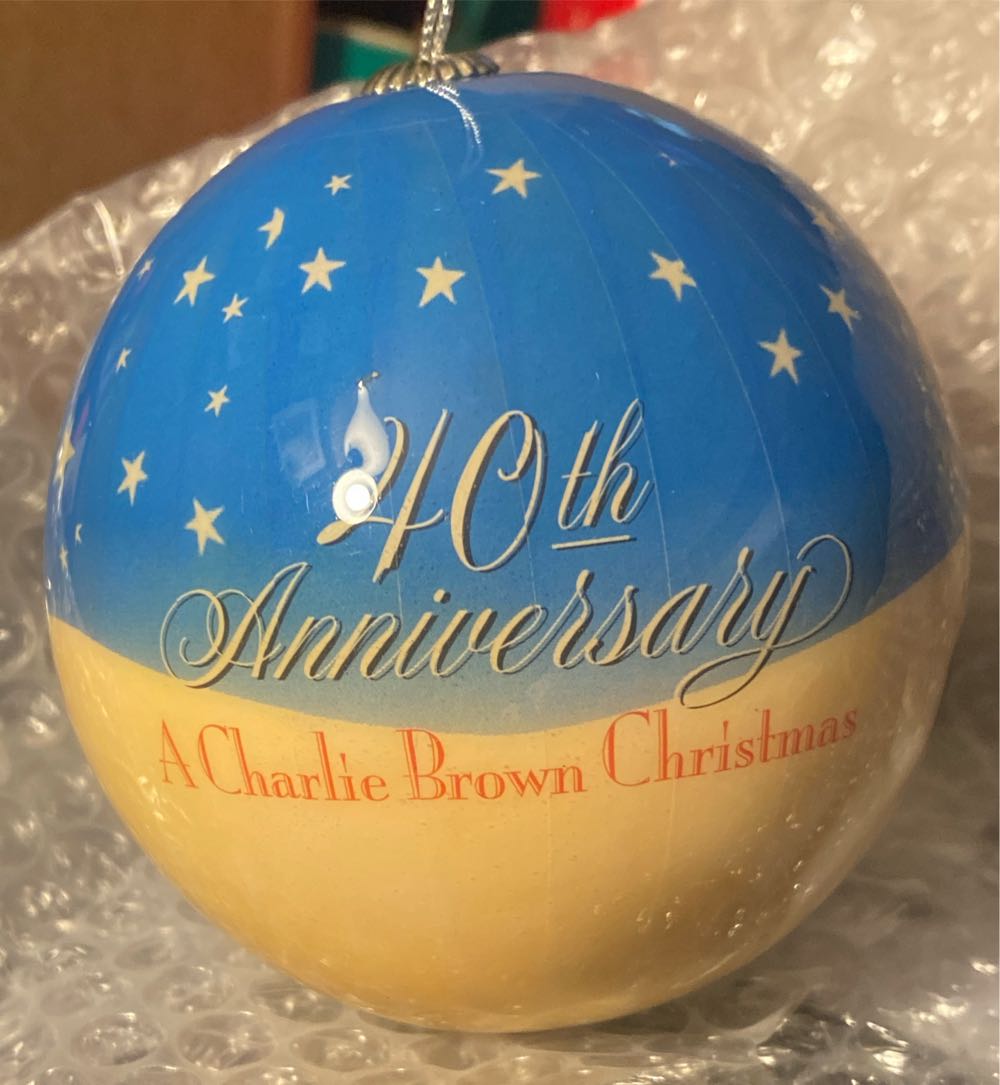 40th
Anniversary
A Charlie Brown Christmas